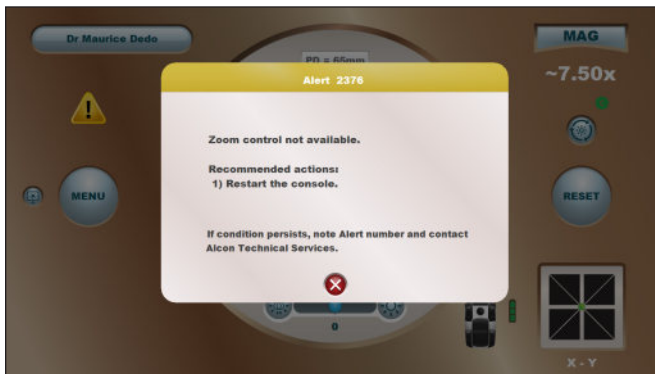 Dr Maurice Dedo
MAG
PD = 65mm
~7.50x
Alert 2376
Zoom control not available.
Recommended actions:
1) Restart the console.
MENU
RESET
If condition persists, note Alert number and contact
Alcon Technical Services.
0
X - Y